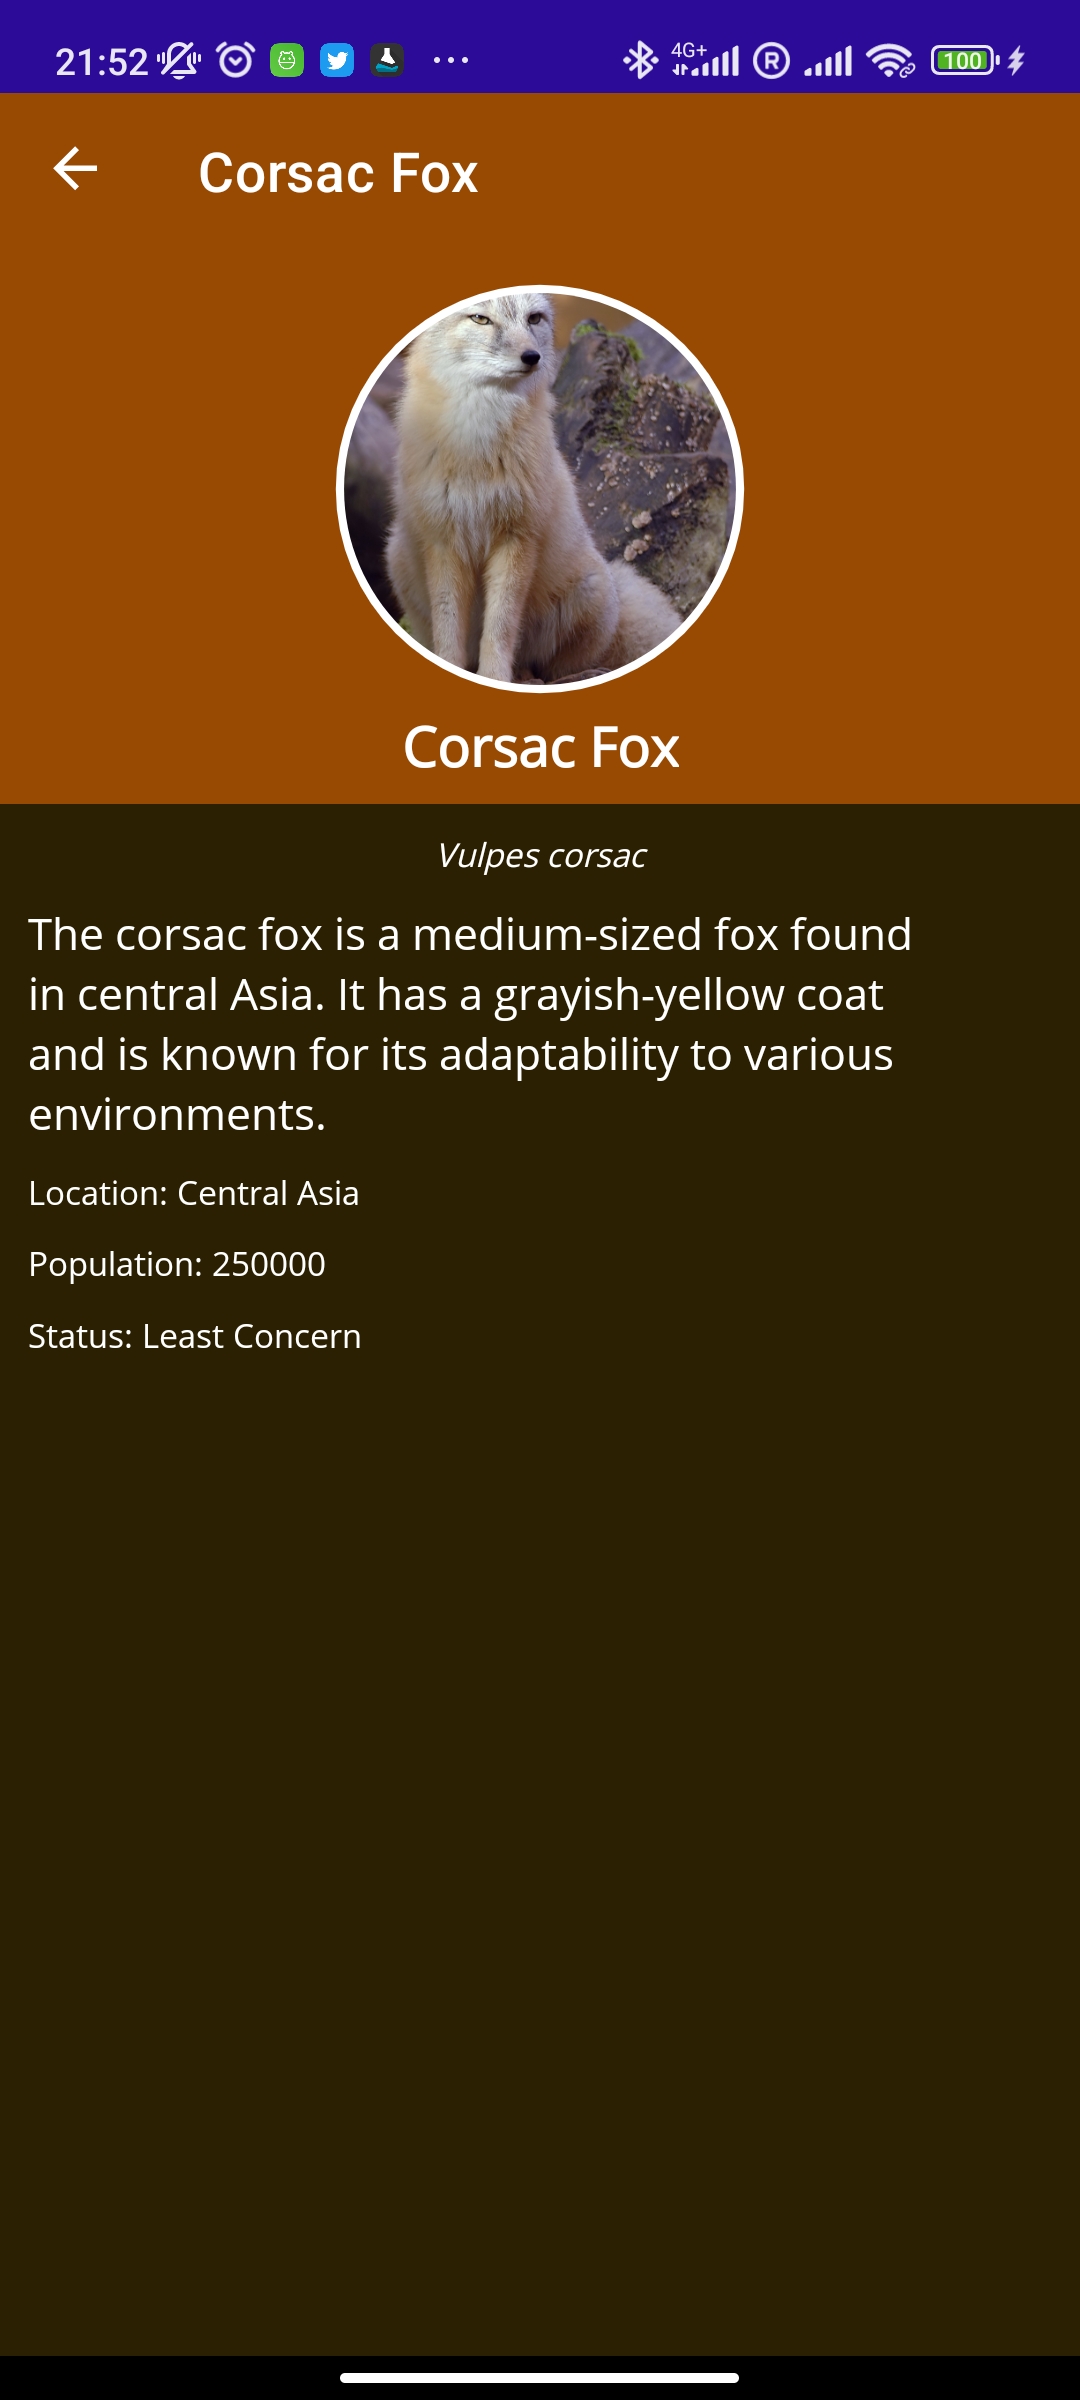 21:52
4G+
R
100
Corsac Fox
Corsac Fox
Vulpes corsac
The corsac fox is a medium-sized fox found
in central Asia. It has a grayish-yellow coat
and is known for its adaptability to various
environments.
Location: Central Asia
Population: 250000
Status: Least Concern